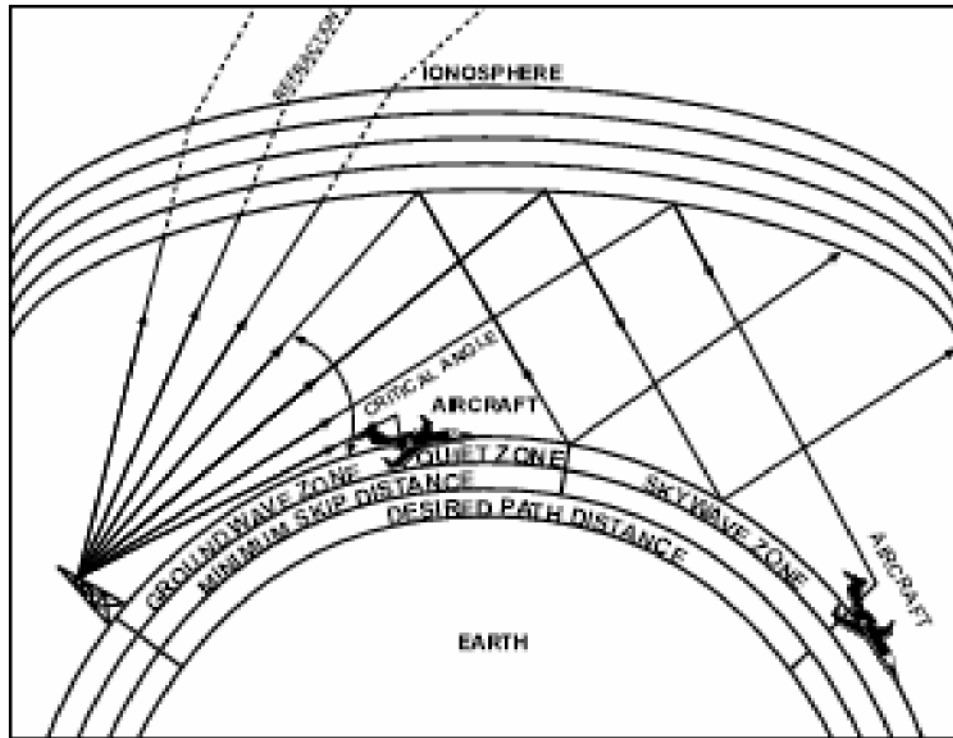 REFRACTION
IONOSPHERE
CRITICAL ANGLE
AIRCRAFT
GROUND WAVE ZONE
QUIET ZONE
SKYWAVE ZONE
MINIMUM SKIP DISTANCE
DESIRED PATH DISTANCE
AIRCRAFT
EARTH